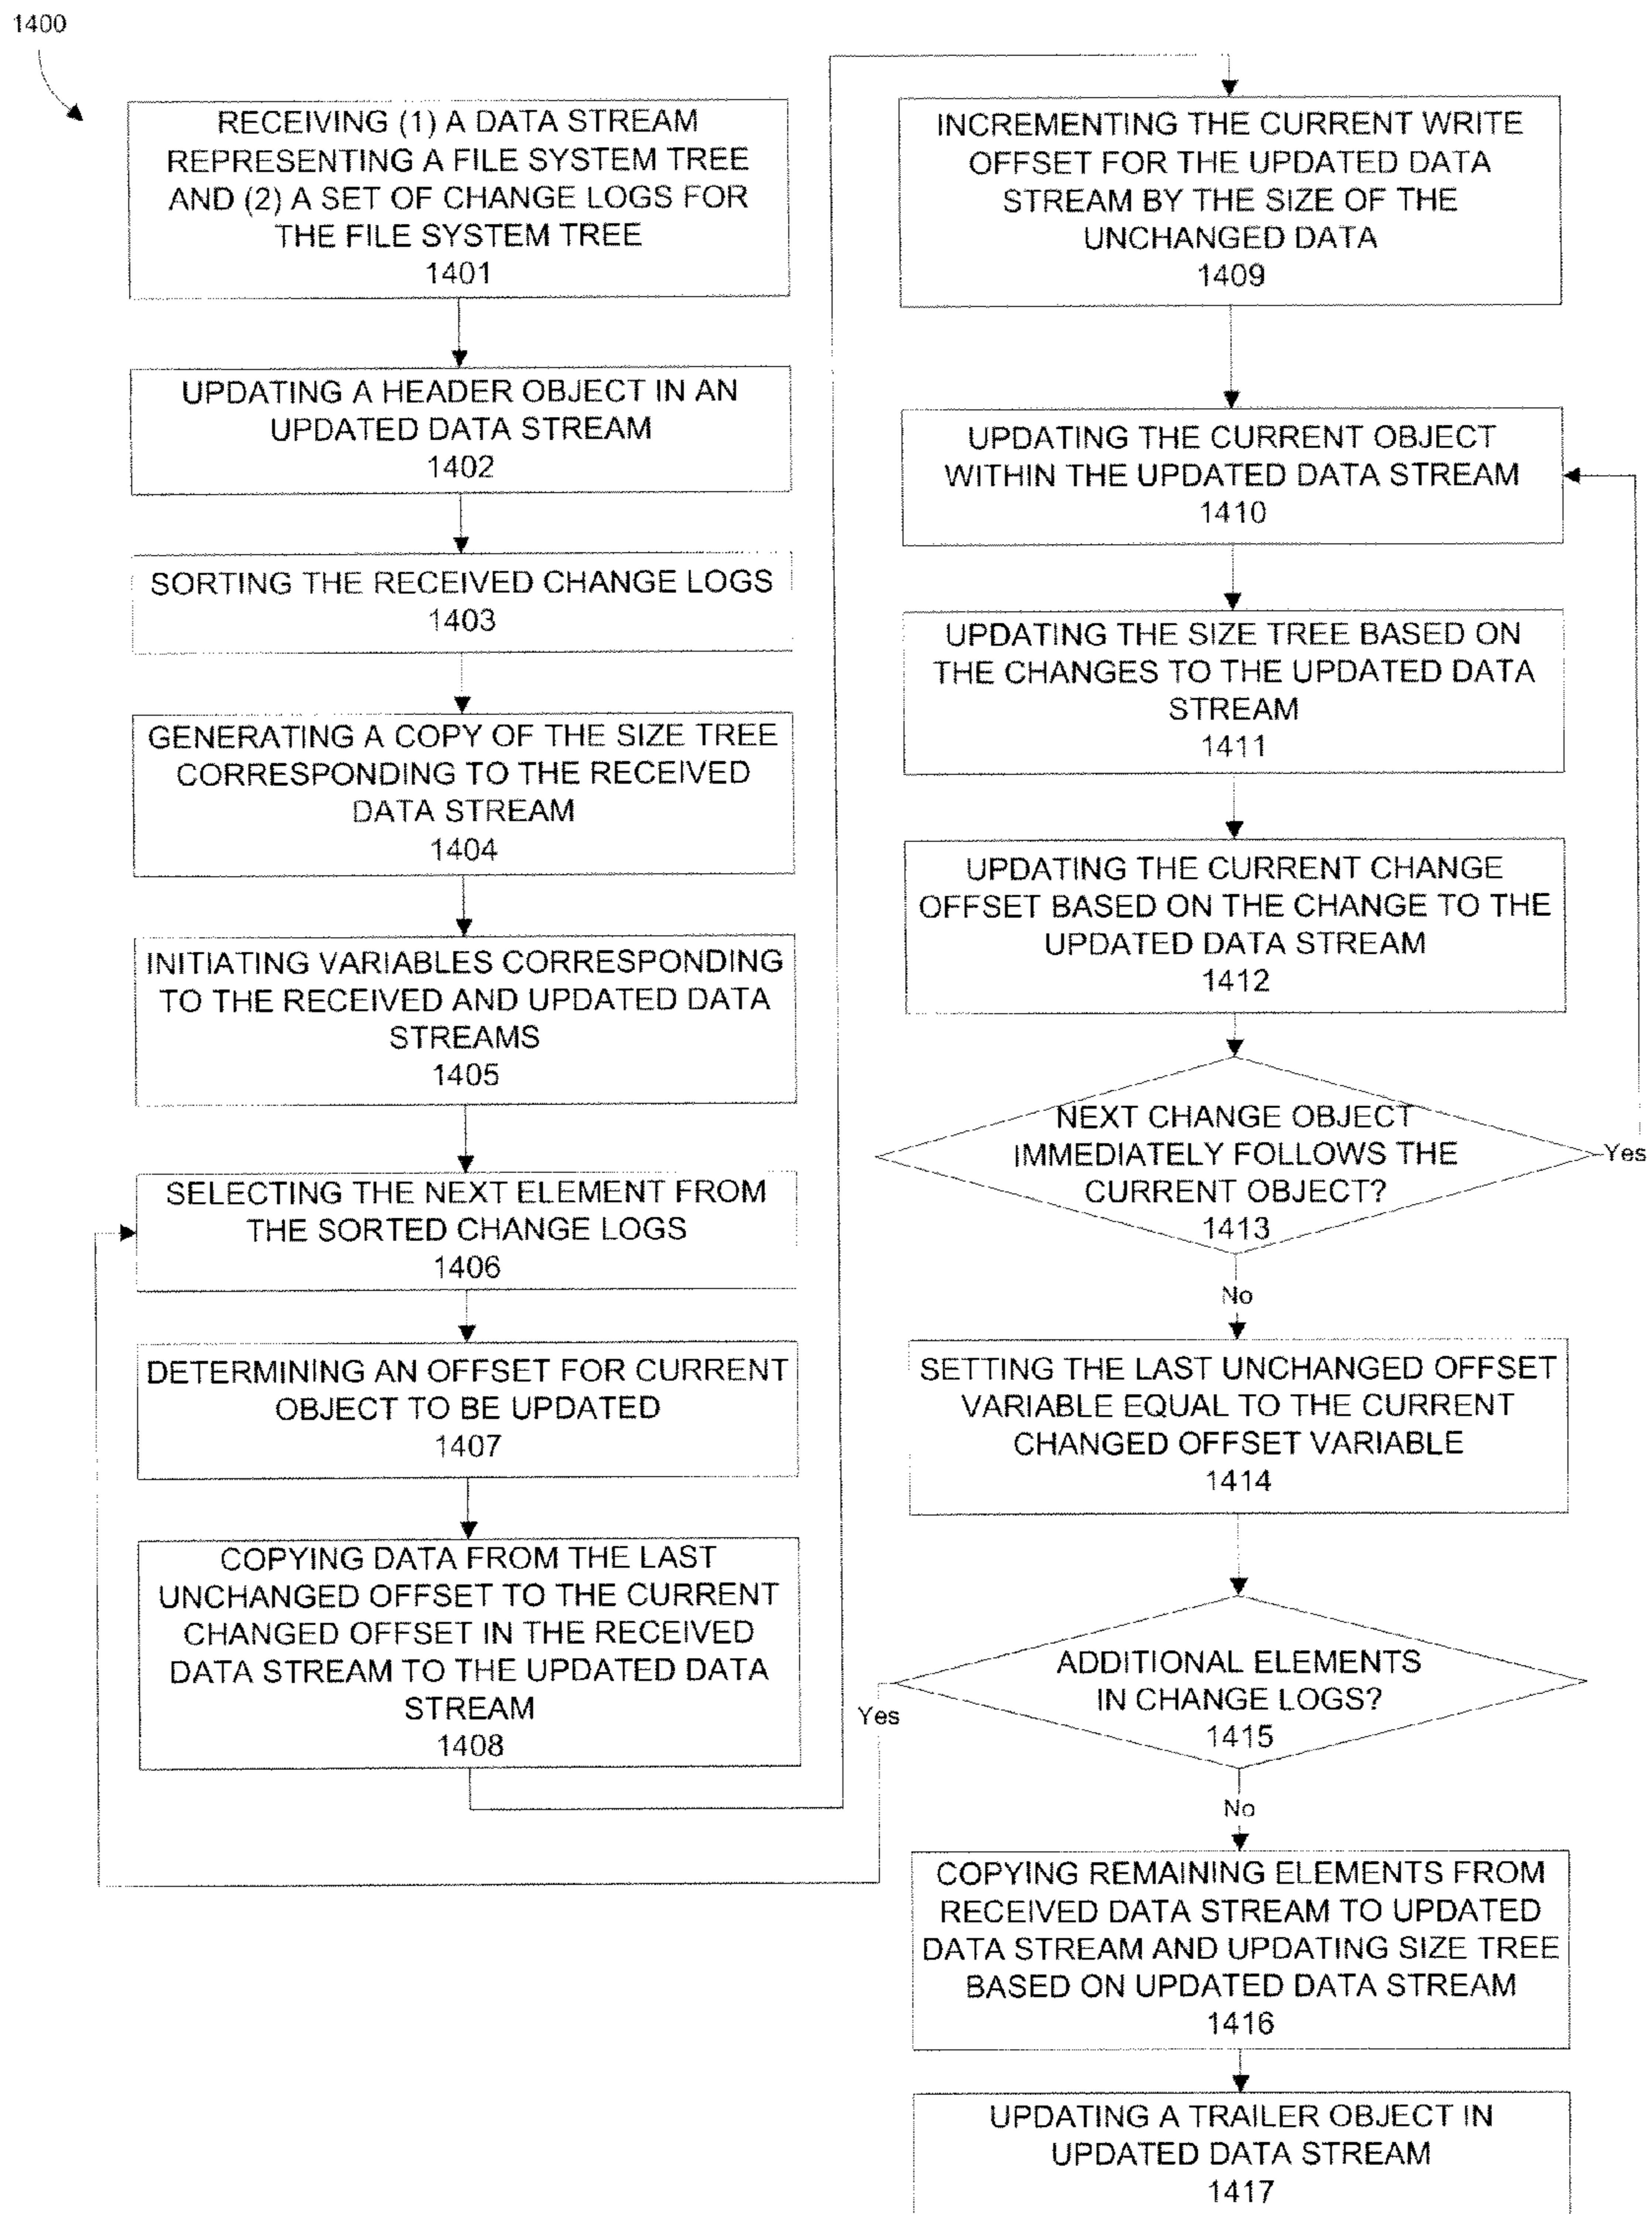 1400
RECEIVING (1) A DATA STREAM
REPRESENTING A FILE SYSTEM TREE
AND (2) A SET OF CHANGE LOGS FOR
THE FILE SYSTEM TREE
1401
UPDATING A HEADER OBJECT IN AN
UPDATED DATA STREAM
1402
SORTING THE RECEIVED CHANGE LOGS
1403
GENERATING A COPY OF THE SIZE TREE
CORRESPONDING TO THE RECEIVED
DATA STREAM
1404
INITIATING VARIABLES CORRESPONDING
TO THE RECEIVED AND UPDATED DATA
STREAMS
1405
SELECTING THE NEXT ELEMENT FROM
THE SORTED CHANGE LOGS
1406
DETERMINING AN OFFSET FOR CURRENT
OBJECT TO BE UPDATED
1407
COPYING DATA FROM THE LAST
UNCHANGED OFFSET TO THE CURRENT
CHANGED OFFSET IN THE RECEIVED
DATA STREAM TO THE UPDATED DATA
STREAM
1408
INCREMENTING THE CURRENT WRITE
OFFSET FOR THE UPDATED DATA
STREAM BY THE SIZE OF THE
UNCHANGED DATA
1409
UPDATING THE CURRENT OBJECT
WITHIN THE UPDATED DATA STREAM
1410
UPDATING THE SIZE TREE BASED ON
THE CHANGES TO THE UPDATED DATA
STREAM
1411
UPDATING THE CURRENT CHANGE
OFFSET BASED ON THE CHANGE TO THE
UPDATED DATA STREAM
1412
NEXT CHANGE OBJECT
IMMEDIATELY FOLLOWS THE
CURRENT OBJECT?
1413
Yes
No
SETTING THE LAST UNCHANGED OFFSET
VARIABLE EQUAL TO THE CURRENT
CHANGED OFFSET VARIABLE
1414
ADDITIONAL ELEMENTS
IN CHANGE LOGS?
1415
Yes
No
COPYING REMAINING ELEMENTS FROM
RECEIVED DATA STREAM TO UPDATED
DATA STREAM AND UPDATING SIZE TREE
BASED ON UPDATED DATA STREAM
1416
UPDATING A TRAILER OBJECT IN
UPDATED DATA STREAM
1417